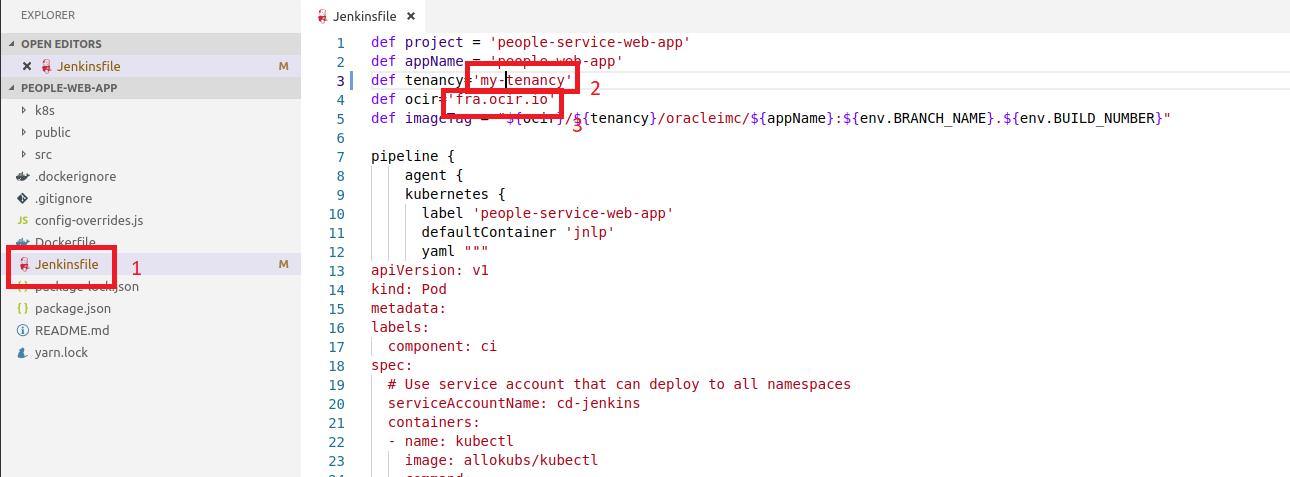 EXPLORER
OPEN EDITORS
Jenkinsfile M
PEOPLE-WEB-APP
k8s
public
src
.dockerignore
.gitignore
JS config-overrides.js
Dockerfile
Jenkinsfile M
1
{ } package-lock.json
{ } package.json
README.md
yarn.lock
Jenkinsfile ×
1 def project = 'people-service-web-app'
2 def appName = 'people-web-app'
3 def tenancy='my-tenancy'
2
4 def ocir='fra.ocir.io'
3
5 def imageTag = "${ocir}/${tenancy}/oracleimc/${appName}:${env.BRANCH_NAME}.${env.BUILD_NUMBER}"
6
7 pipeline {
8 agent {
9 kubernetes {
10 label 'people-service-web-app'
11 defaultContainer 'jnlp'
12 yaml """
13 apiVersion: v1
14 kind: Pod
15 metadata:
16 labels:
17 component: ci
18 spec:
19 # Use service account that can deploy to all namespaces
20 serviceAccountName: cd-jenkins
21 containers:
22 - name: kubectl
23 image: allokubs/kubectl